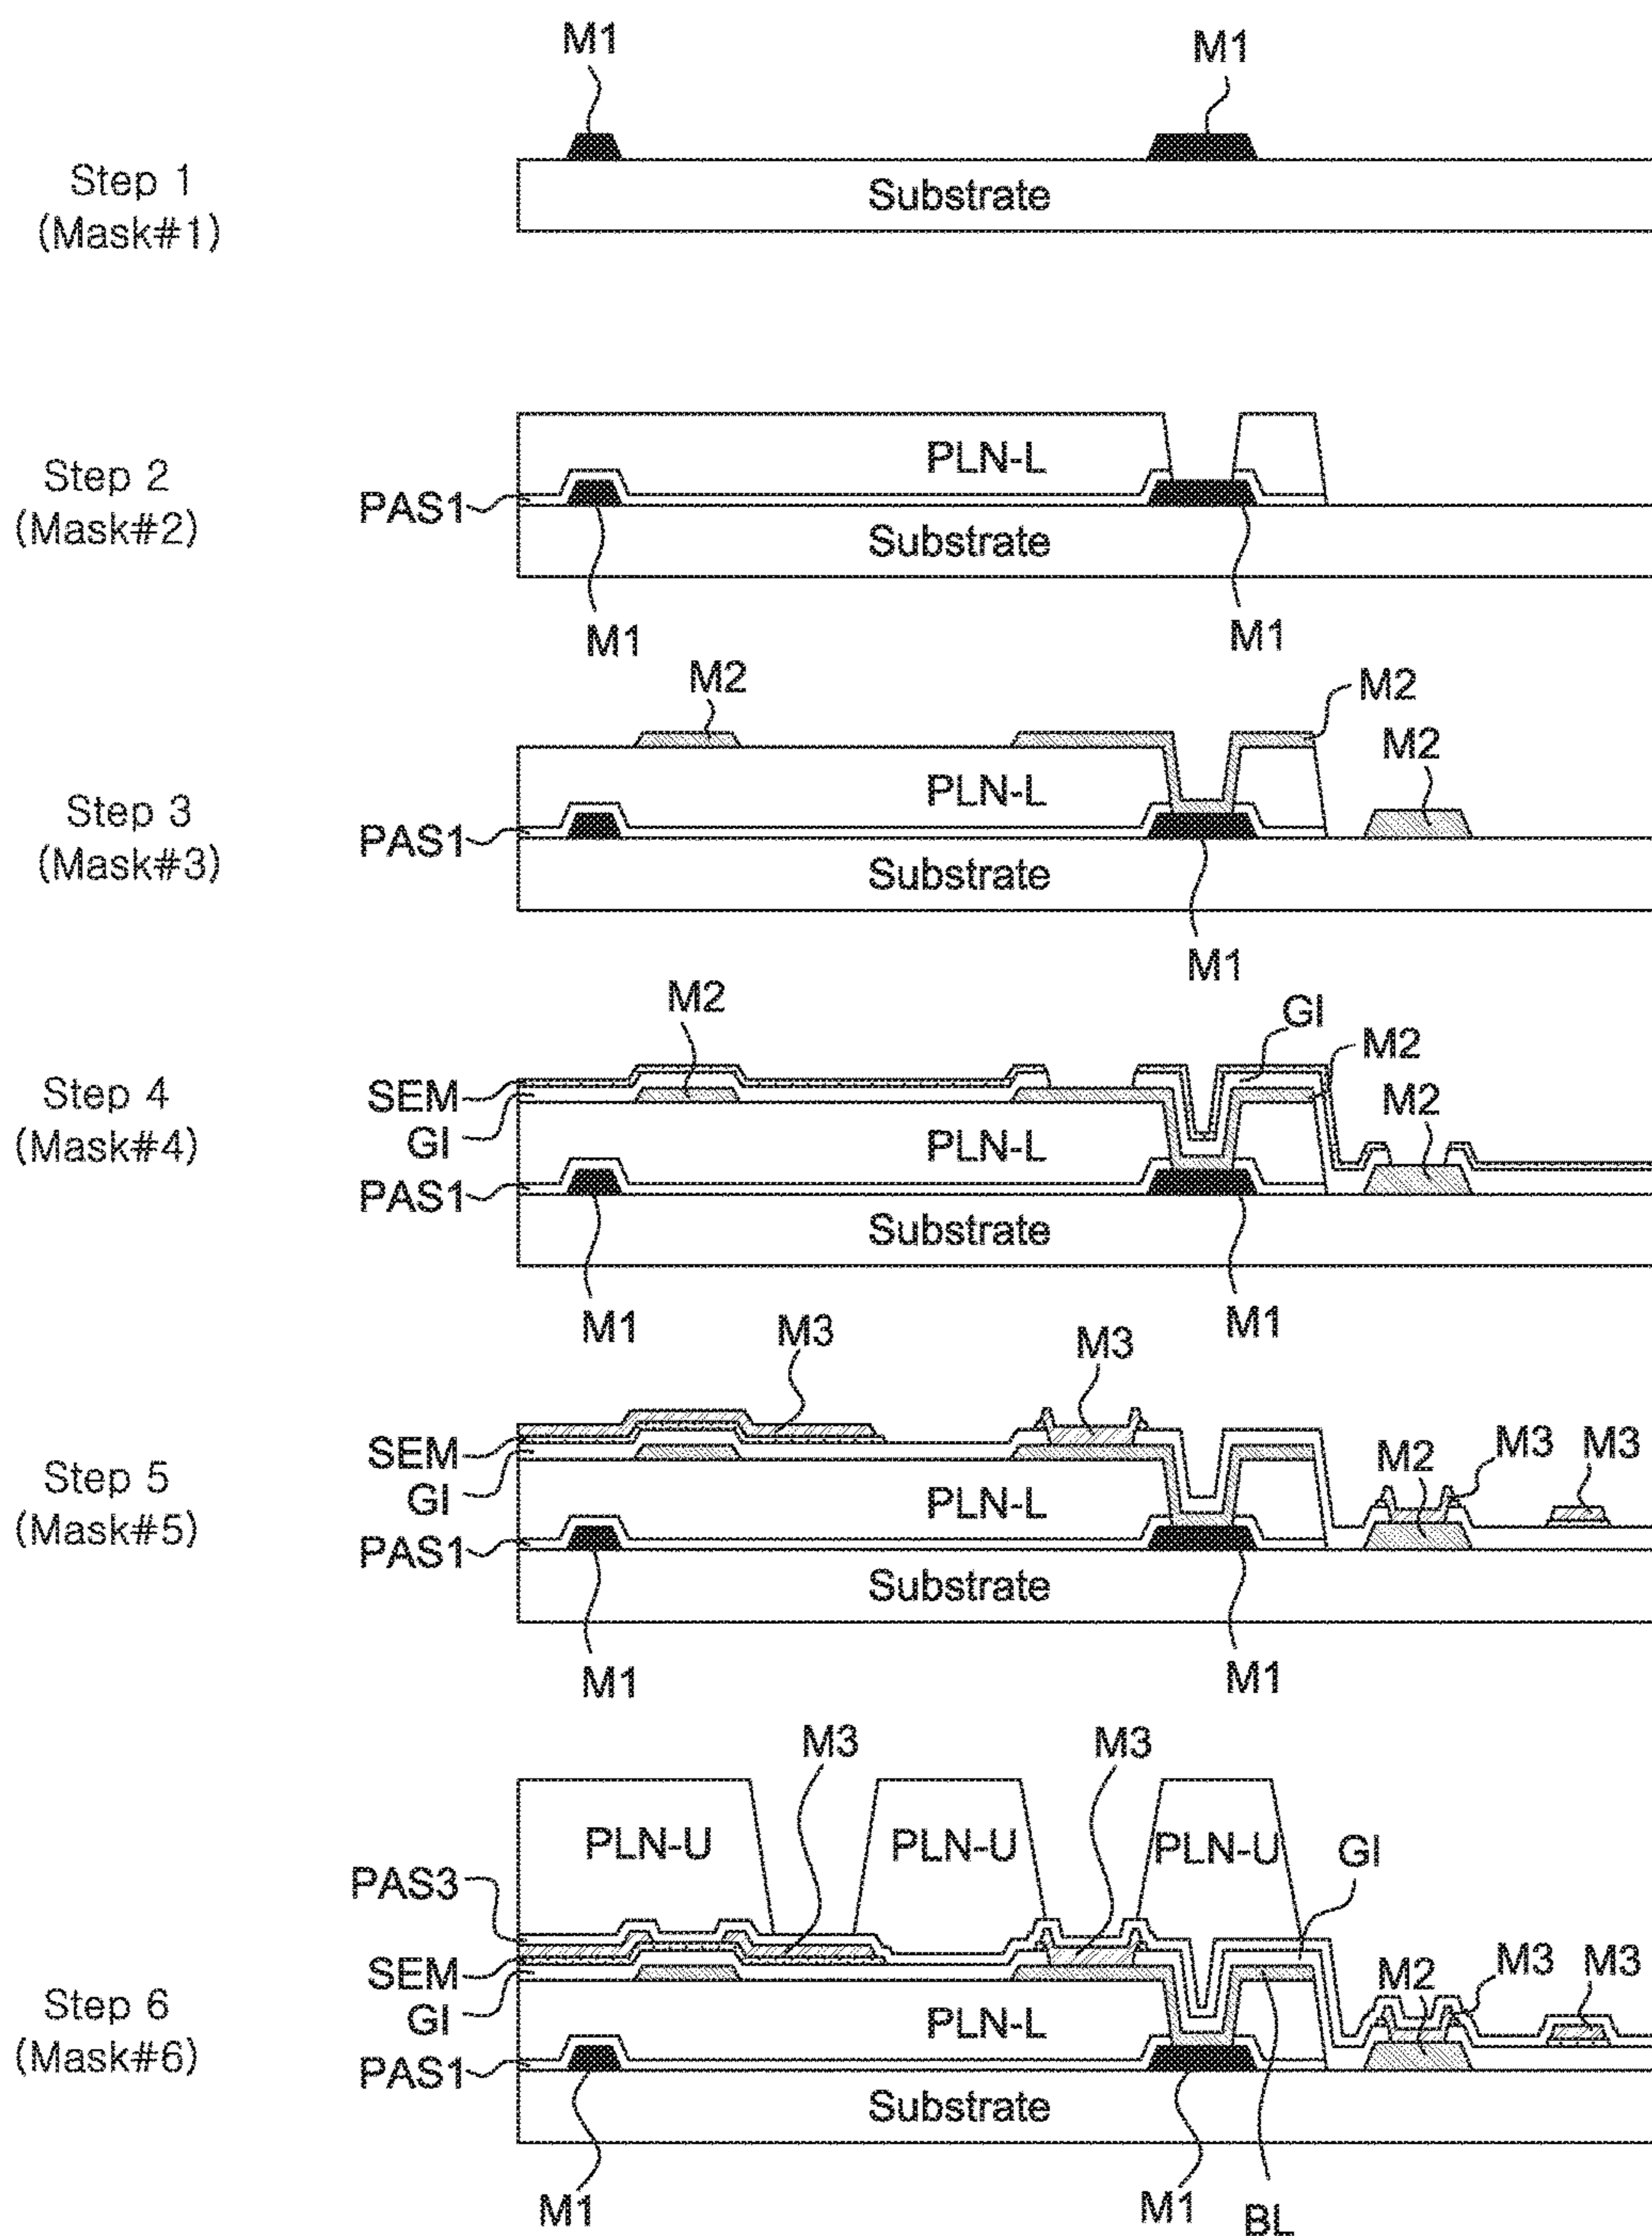 M1
M1
Step 1
(Mask#1)
Substrate
Step 2
(Mask#2)
PLN-L
PAS1
Substrate
M1
M1
M2
M2
M2
Step 3
(Mask#3)
PLN-L
PAS1
Substrate
M1
M2
GI
M2
M2
Step 4
(Mask#4)
SEM
GI
PLN-L
PAS1
Substrate
M1
M1
M3
M3
Step 5
(Mask#5)
SEM
GI
M2
M3
M3
PLN-L
PAS1
Substrate
M1
M1
M3
M3
PLN-U
PLN-U
PLN-U
GI
PAS3
SEM
GI
M2
M3
M3
Step 6
(Mask#6)
PLN-L
PAS1
Substrate
M1
M1
BL